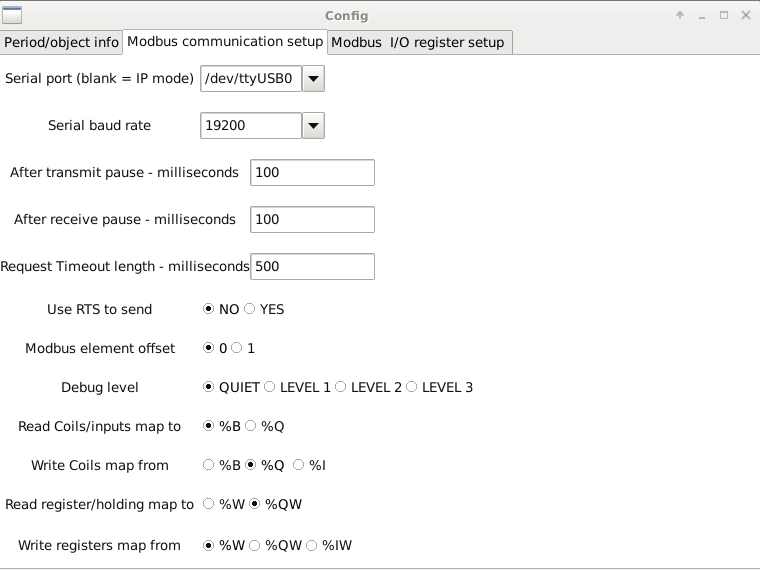 Config
Period/object info Modbus communication setup Modbus  I/O register setup
Serial port (blank = IP mode) /dev/ttyUSB0
Serial baud rate 19200
After transmit pause - milliseconds 100
After receive pause - milliseconds 100
Request Timeout length - milliseconds 500
Use RTS to send NO YES
Modbus element offset 0 1
Debug level QUIET LEVEL 1 LEVEL 2 LEVEL 3
Read Coils/inputs map to %B %Q
Write Coils map from %B %Q %I
Read register/holding map to %W %QW
Write registers map from %W %QW %IW